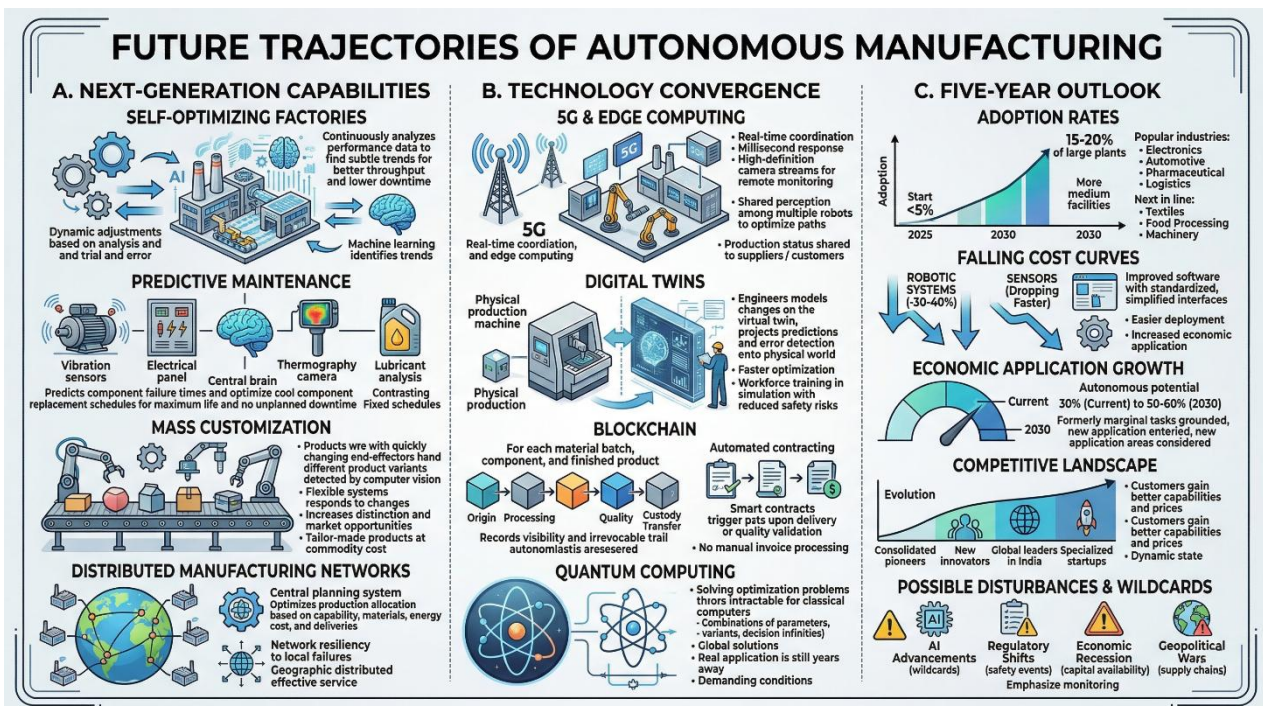 FUTURE TRAJECTORIES OF AUTONOMOUS MANUFACTURING
A. NEXT-GENERATION CAPABILITIES
SELF-OPTIMIZING FACTORIES
Continuously analyzes
performance data to
find subtle trends for
better throughput
and lower downtime
AI
Dynamic adjustments
based on analysis and
and trial and error
Machine learning
identifies trends
PREDICTIVE MAINTENANCE
Vibration
sensors
Electrical
panel
Central brain
Thermography
camera
Lubricant
analysis
Predicts component failure times and optimize cool component
replacement schedules for maximum life and no unplanned downtime
Contrasting
Fixed schedules
MASS CUSTOMIZATION
• Products wre with quickly
changing end-effectors hand
different product variants
detected by computer vision
• Flexible systems
responds to changes
• Increases distinction and
market opportunities
• Tailor-made products at
commodity cost
DISTRIBUTED MANUFACTURING NETWORKS
Central planning system
Optimizes production allocation
based on capability, materials, energy
cost, and deliveries
Network resiliency
to local failures
Geographic distributed
effective service
B. TECHNOLOGY CONVERGENCE
5G & EDGE COMPUTING
5G
• Real-time coordination
• Millisecond response
• High-definition
camera streams for
remote monitoring
• Shared perception
among multiple robots
to optimize paths
• Production status shared
to suppliers / customers
5G
Real-time coordiation,
and edge computing
DIGITAL TWINS
Physical
production
machine
Physical
production
• Engineers models
changes on the
virtual twin,
projects predictions
and error detection
ento physical world
• Faster optimization
• Workforce training in
simulation with
reduced safety risks
BLOCKCHAIN
For each material batch,
component, and finished product
Origin
Processing
Quality
Custody
Transfer
Records visibility and irrevocable trail
autonomlastis aresesered
Automated contracting
Smart contracts
trigger pats upon delivery
or quality validation
• No manual invoice processing
QUANTUM COMPUTING
• Solving optimization problems
thrors intractable for classical
computers
- Combinations of parameters,
- variants, decision infinities)
• Global solutions
• Real application is still years
away
• Demanding conditions
C. FIVE-YEAR OUTLOOK
ADOPTION RATES
Adoption
Start
<5%
15-20%
of large plants
More
medium
facilities
2025
2030
2030
Popular industries:
• Electronics
• Automotive
• Pharmaceutical
• Logistics
Next in line:
• Textiles
• Food Processing
• Machinery
FALLING COST CURVES
ROBOTIC
SYSTEMS
(-30-40%)
SENSORS
(Dropping
Faster)
Improved software
with standardized,
simplified interfaces
• Easier deployment
• Increased economic
application
ECONOMIC APPLICATION GROWTH
Current
2030
Autonomous potential
30% (Current) to 50-60% (2030)
Formerly marginal tasks grounded,
new application enteried, new
application areas considered
COMPETITIVE LANDSCAPE
Evolution
Consolidated
pioneers
New
innovators
Global leaders
in India
Specialized
startups
• Customers gain
better capabilities
and prices
• Customers gain
better capabilities
and prices
• Dynamic state
POSSIBLE DISTURBANCES & WILDCARDS
AI
AI
Advancements
(wildcards)
Regulatory
Shifts
(safety events)
Economic
Recession
(capital availability)
Geopolitical
Wars
(supply chains)
Emphasize monitoring